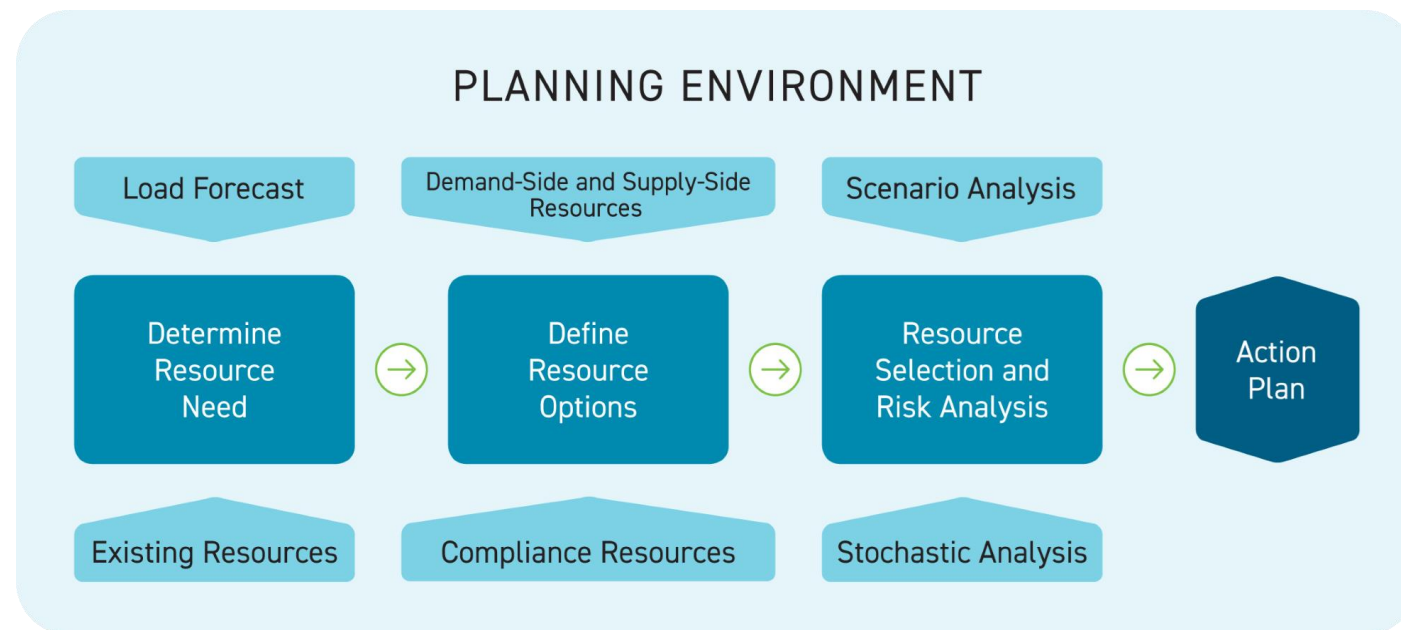 PLANNING ENVIRONMENT
Load Forecast
Demand-Side and Supply-Side
Resources
Scenario Analysis
Determine
Resource
Need
Define
Resource
Options
Resource
Selection and
Risk Analysis
Action
Plan
Existing Resources
Compliance Resources
Stochastic Analysis